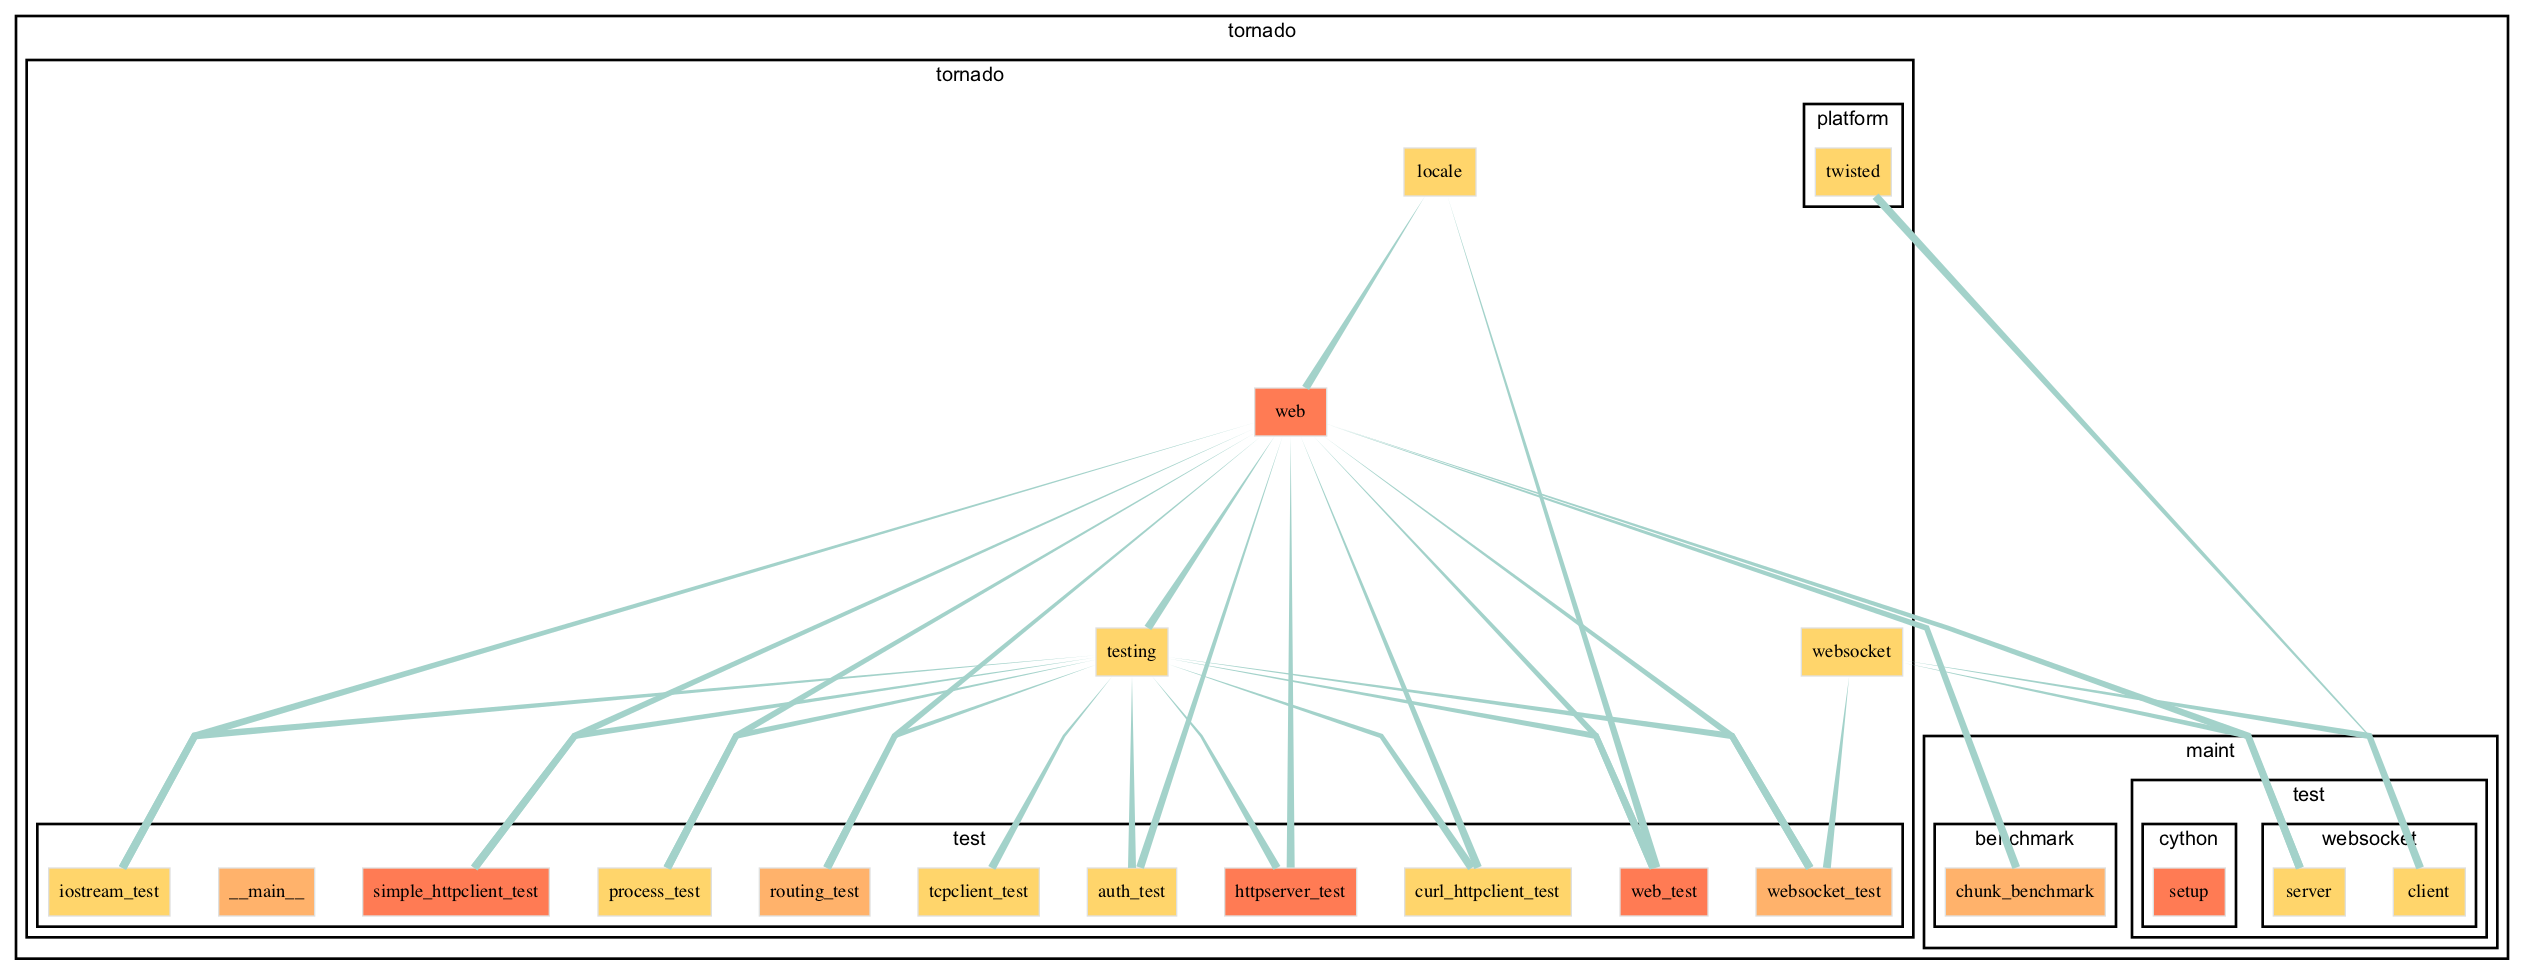 tornado
tornado
platform
locale
twisted
web
testing
websocket
maint
test
test
benchmark
cython
websocket
iostream_test
__main__
simple_httpclient_test
process_test
routing_test
tcpclient_test
auth_test
httpserver_test
curl_httpclient_test
web_test
websocket_test
chunk_benchmark
setup
server
client